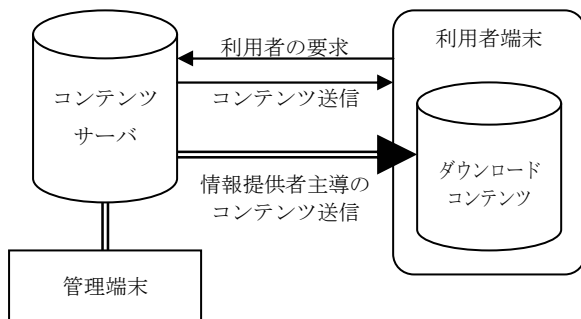 利用者の要求
利用者端末
コンテンツ
サーバ
コンテンツ送信
情報提供者主導の
コンテンツ送信
ダウンロード
コンテンツ
管理端末